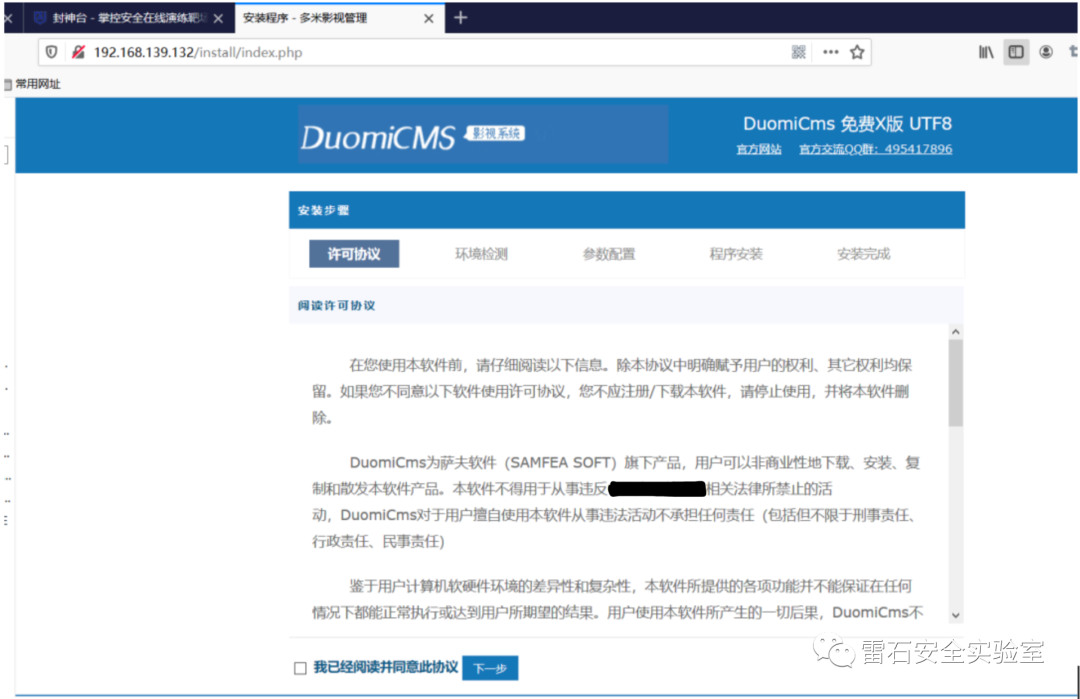 封神台 - 掌控安全在线演练靶场
安装程序 - 多米影视管理
192.168.139.132/install/index.php
常用网址
DuomiCMS 影视系统
DuomiCms 免费X版 UTF8
官方网站 官方交流QQ群：495417896
安装步骤
许可协议 环境检测 参数配置 程序安装 安装完成
阅读许可协议
在您使用本软件前，请仔细阅读以下信息。除本协议中明确赋予用户的权利、其它权利均保
留。如果您不同意以下软件使用许可协议，您不应注册/下载本软件，请停止使用，并将本软件删
除。
DuomiCms为萨夫软件（SAMFEA SOFT）旗下产品，用户可以非商业性地下载、安装、复
制和散发本软件产品。本软件不得用于从事违反 相关法律所禁止的活
动，DuomiCms对于用户擅自使用本软件从事违法活动不承担任何责任（包括但不限于刑事责任、
行政责任、民事责任）
鉴于用户计算机软硬件环境的差异性和复杂性，本软件所提供的各项功能并不能保证在任何
情况下都能正常执行或达到用户所期望的结果。用户使用本软件所产生的一切后果，DuomiCms不
我已经阅读并同意此协议 下一步
雷石安全实验室